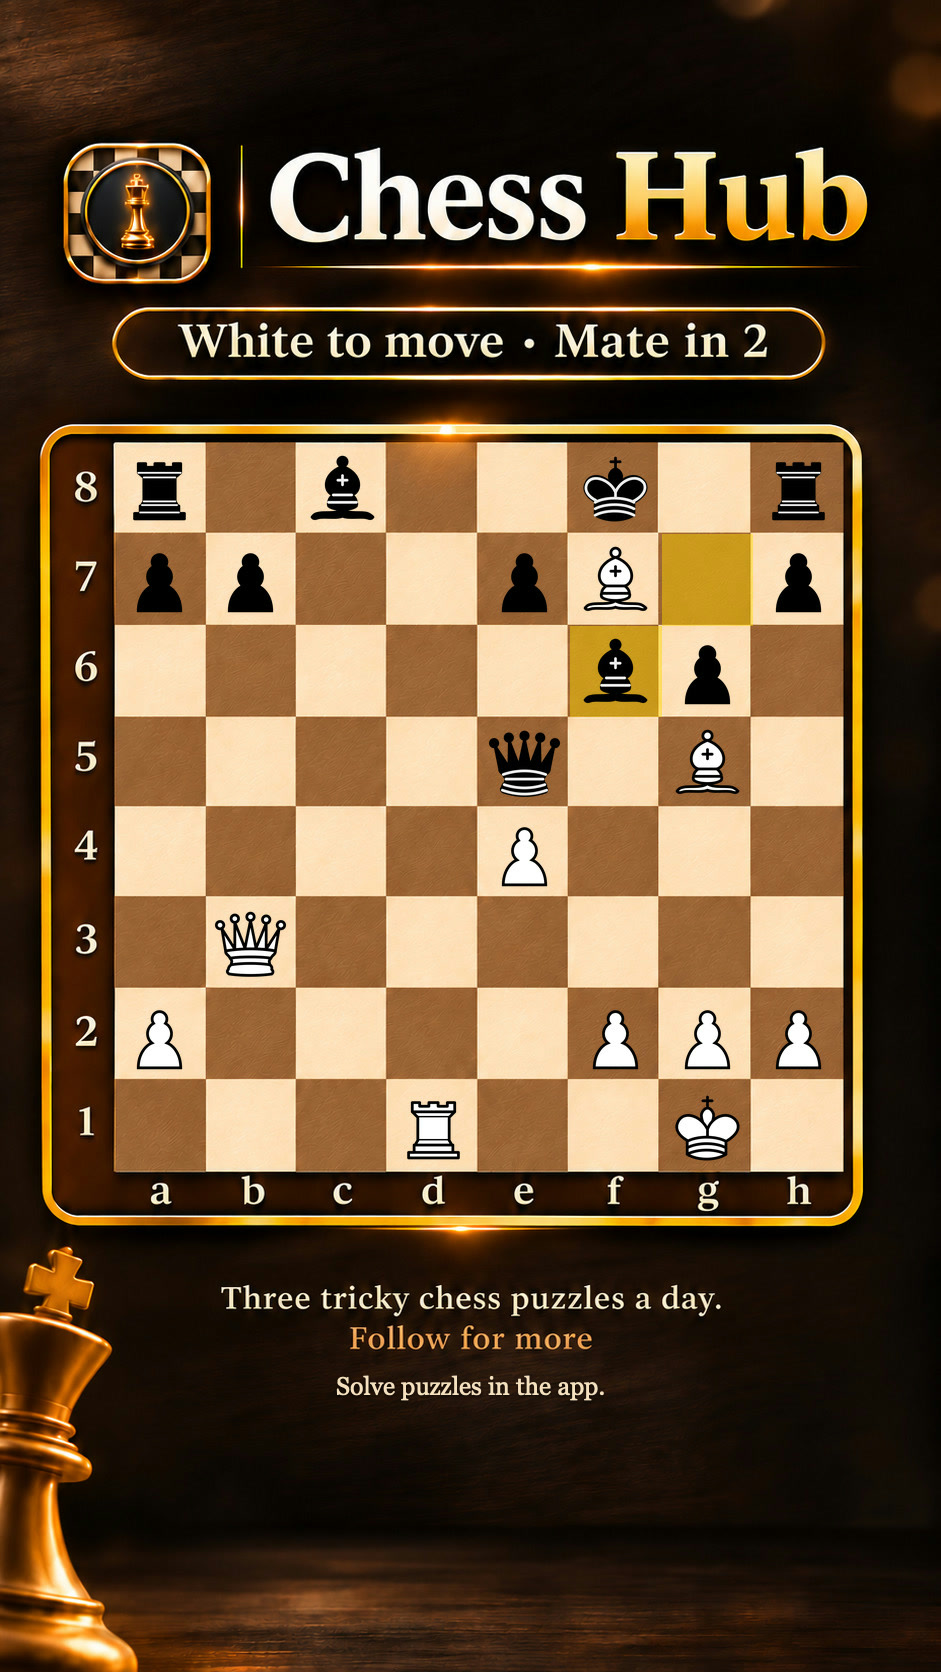 Chess Hub
White to move · Mate in 2
8
7
6
5
4
3
2
1
a b c d e f g h
Three tricky chess puzzles a day.
Follow for more
Solve puzzles in the app.